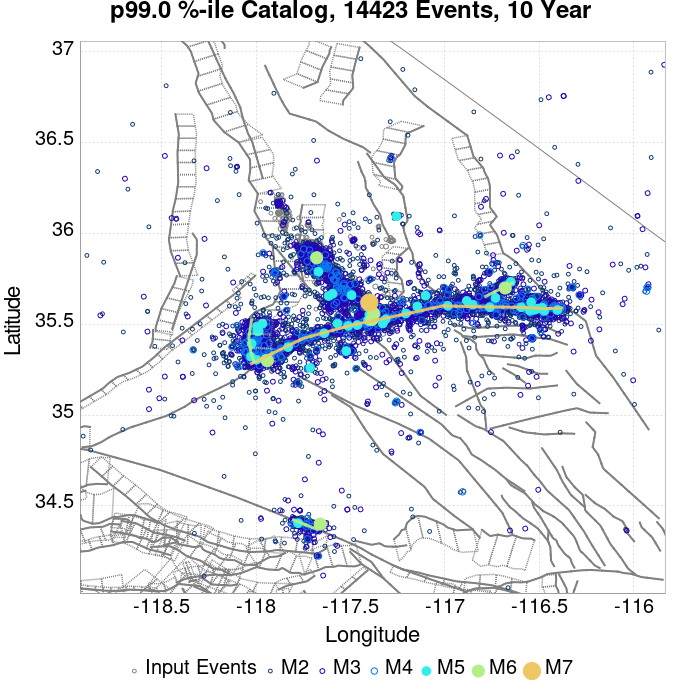 p99.0 %-ile Catalog, 14423 Events, 10 Year
37
36.5
36
35.5
35
34.5
Latitude
-118.5 -118 -117.5 -117 -116.5 -116
Longitude
Input Events M2 M3 M4 M5 M6 M7